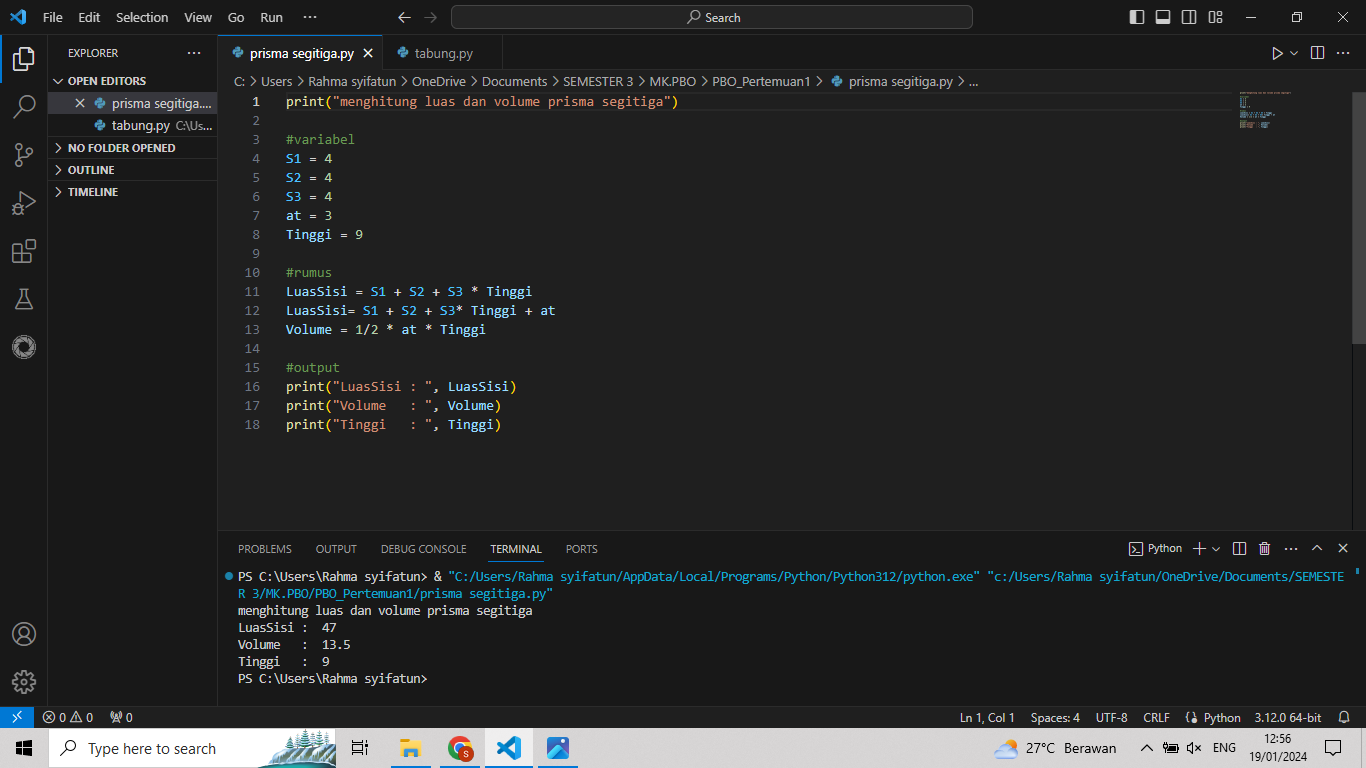 File Edit Selection View Go Run ··· Search
EXPLORER ···
OPEN EDITORS
prisma segitiga....
tabung.py C:\Us...
NO FOLDER OPENED
OUTLINE
TIMELINE
prisma segitiga.py tabung.py
C: > Users > Rahma syifatun > OneDrive > Documents > SEMESTER 3 > MK.PBO > PBO_Pertemuan1 > prisma segitiga.py > ...
1 print("menghitung luas dan volume prisma segitiga")
2
3 #variabel
4 S1 = 4
5 S2 = 4
6 S3 = 4
7 at = 3
8 Tinggi = 9
9
10 #rumus
11 LuasSisi = S1 + S2 + S3 * Tinggi
12 LuasSisi= S1 + S2 + S3* Tinggi + at
13 Volume = 1/2 * at * Tinggi
14
15 #output
16 print("LuasSisi : ", LuasSisi)
17 print("Volume   : ", Volume)
18 print("Tinggi   : ", Tinggi)
PROBLEMS OUTPUT DEBUG CONSOLE TERMINAL PORTS Python
PS C:\Users\Rahma syifatun> & "C:/Users/Rahma syifatun/AppData/Local/Programs/Python/Python312/python.exe" "c:/Users/Rahma syifatun/OneDrive/Documents/SEMESTE
R 3/MK.PBO/PBO_Pertemuan1/prisma segitiga.py"
menghitung luas dan volume prisma segitiga
LuasSisi :  47
Volume   :  13.5
Tinggi   :  9
PS C:\Users\Rahma syifatun>
0 0 0 Ln 1, Col 1 Spaces: 4 UTF-8 CRLF Python 3.12.0 64-bit
Type here to search 27°C Berawan ENG 12:56
19/01/2024